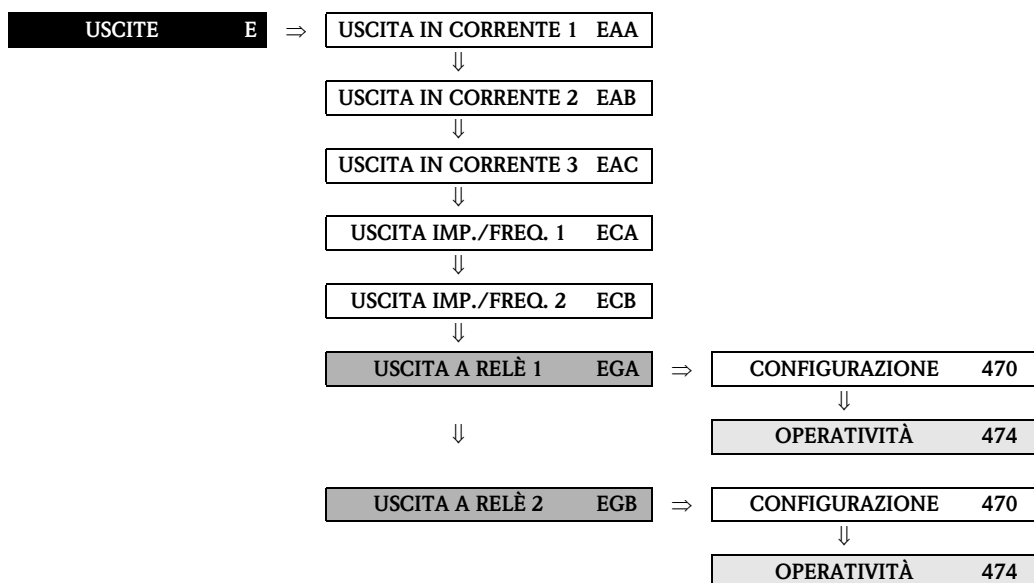 USCITE E ⇒ USCITA IN CORRENTE 1 EAA
⇓
USCITA IN CORRENTE 2 EAB
⇓
USCITA IN CORRENTE 3 EAC
⇓
USCITA IMP./FREQ. 1 ECA
⇓
USCITA IMP./FREQ. 2 ECB
⇓
USCITA A RELÈ 1 EGA ⇒ CONFIGURAZIONE 470
⇓
⇓ OPERATIVITÀ 474
USCITA A RELÈ 2 EGB ⇒ CONFIGURAZIONE 470
⇓
OPERATIVITÀ 474